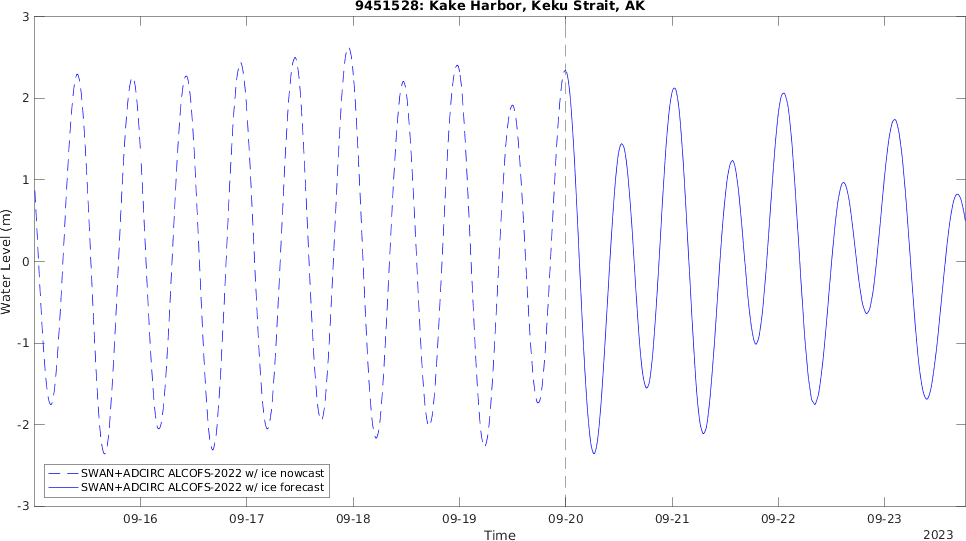 9451528: Kake Harbor, Keku Strait, AK
3
2
1
0
-1
-2
-3
Water Level (m)
SWAN+ADCIRC ALCOFS-2022 w/ ice nowcast
SWAN+ADCIRC ALCOFS-2022 w/ ice forecast
09-16 09-17 09-18 09-19 09-20 09-21 09-22 09-23
Time
2023